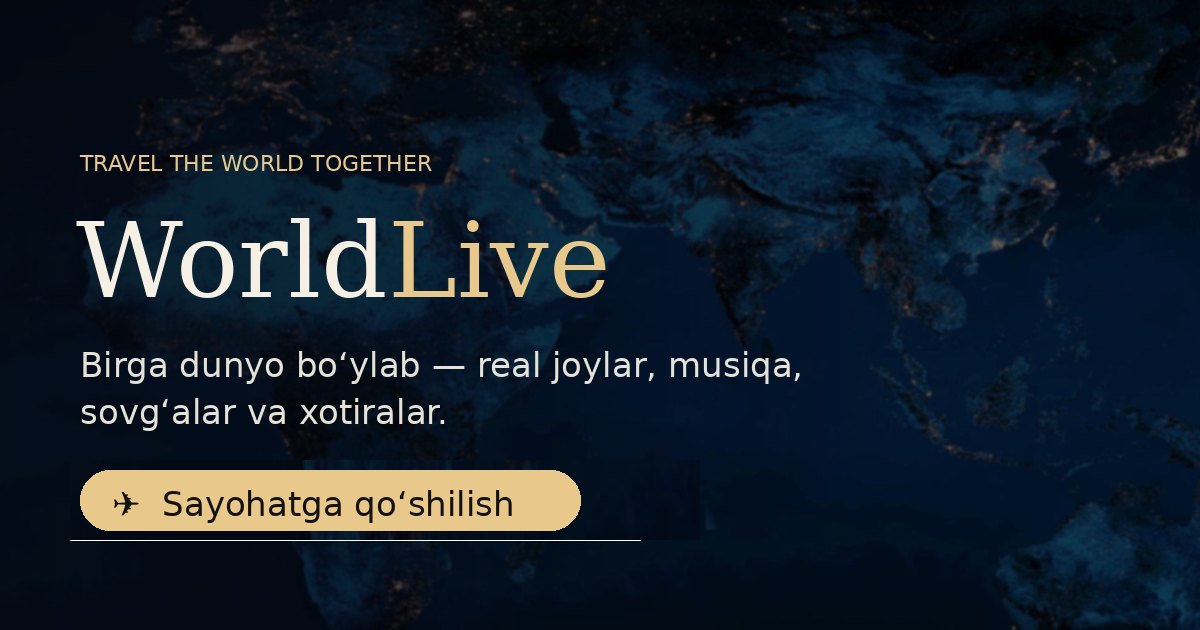 TRAVEL THE WORLD TOGETHER
WorldLive
Birga dunyo bo‘ylab — real joylar, musiqa,
sovg‘alar va xotiralar.
✈ Sayohatga qo‘shilish